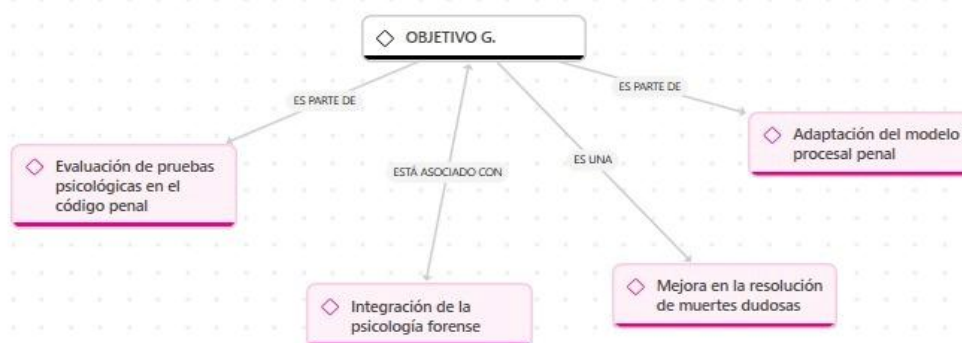 OBJETIVO G.
ES PARTE DE
ES PARTE DE
Evaluación de pruebas
psicológicas en el
código penal
ESTÁ ASOCIADO CON
ES UNA
Adaptación del modelo
procesal penal
Integración de la
psicología forense
Mejora en la resolución
de muertes dudosas